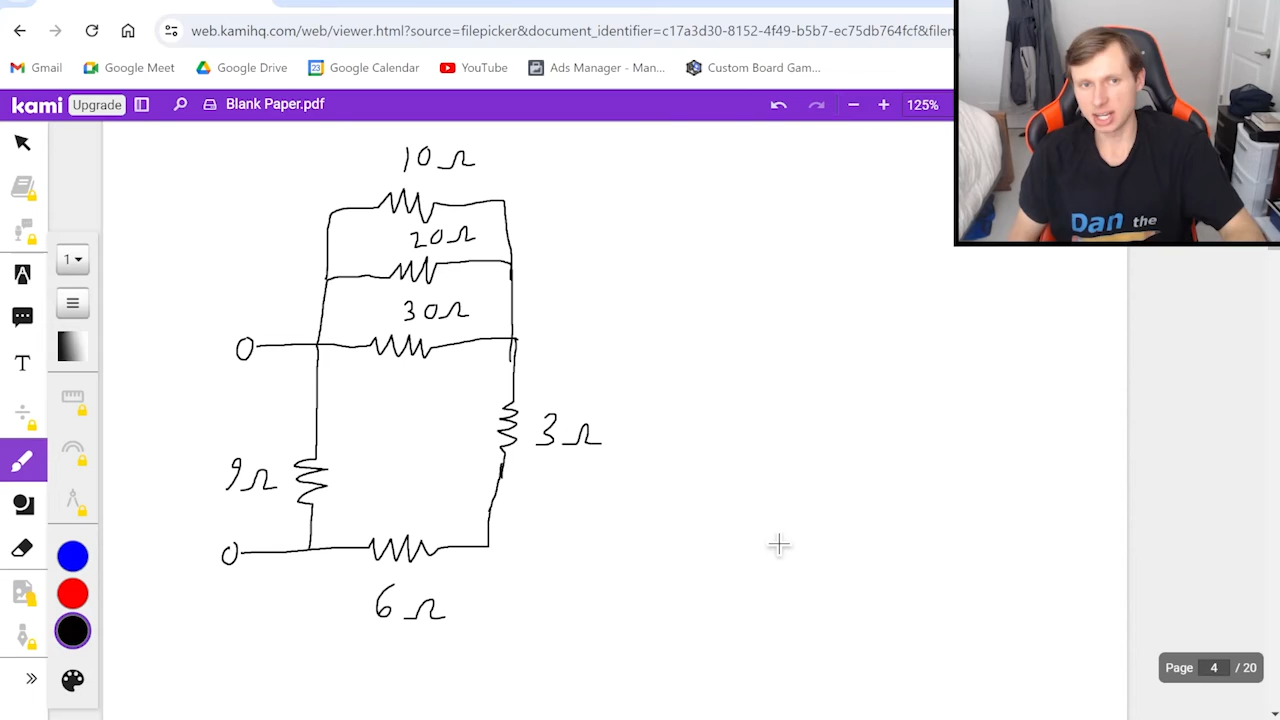 web.kamihq.com/web/viewer.html?source=filepicker&document_identifier=c17a3d30-8152-4f49-b5b7-ec75db764fcf&filen
Gmail Google Meet Google Drive 23 Google Calendar YouTube Ads Manager - Man... Custom Board Gam...
kami Upgrade Blank Paper.pdf 125%
Dan the
10 Ω
20 Ω
1
30 Ω
T
3 Ω
9 Ω
6 Ω
Page 4 / 20